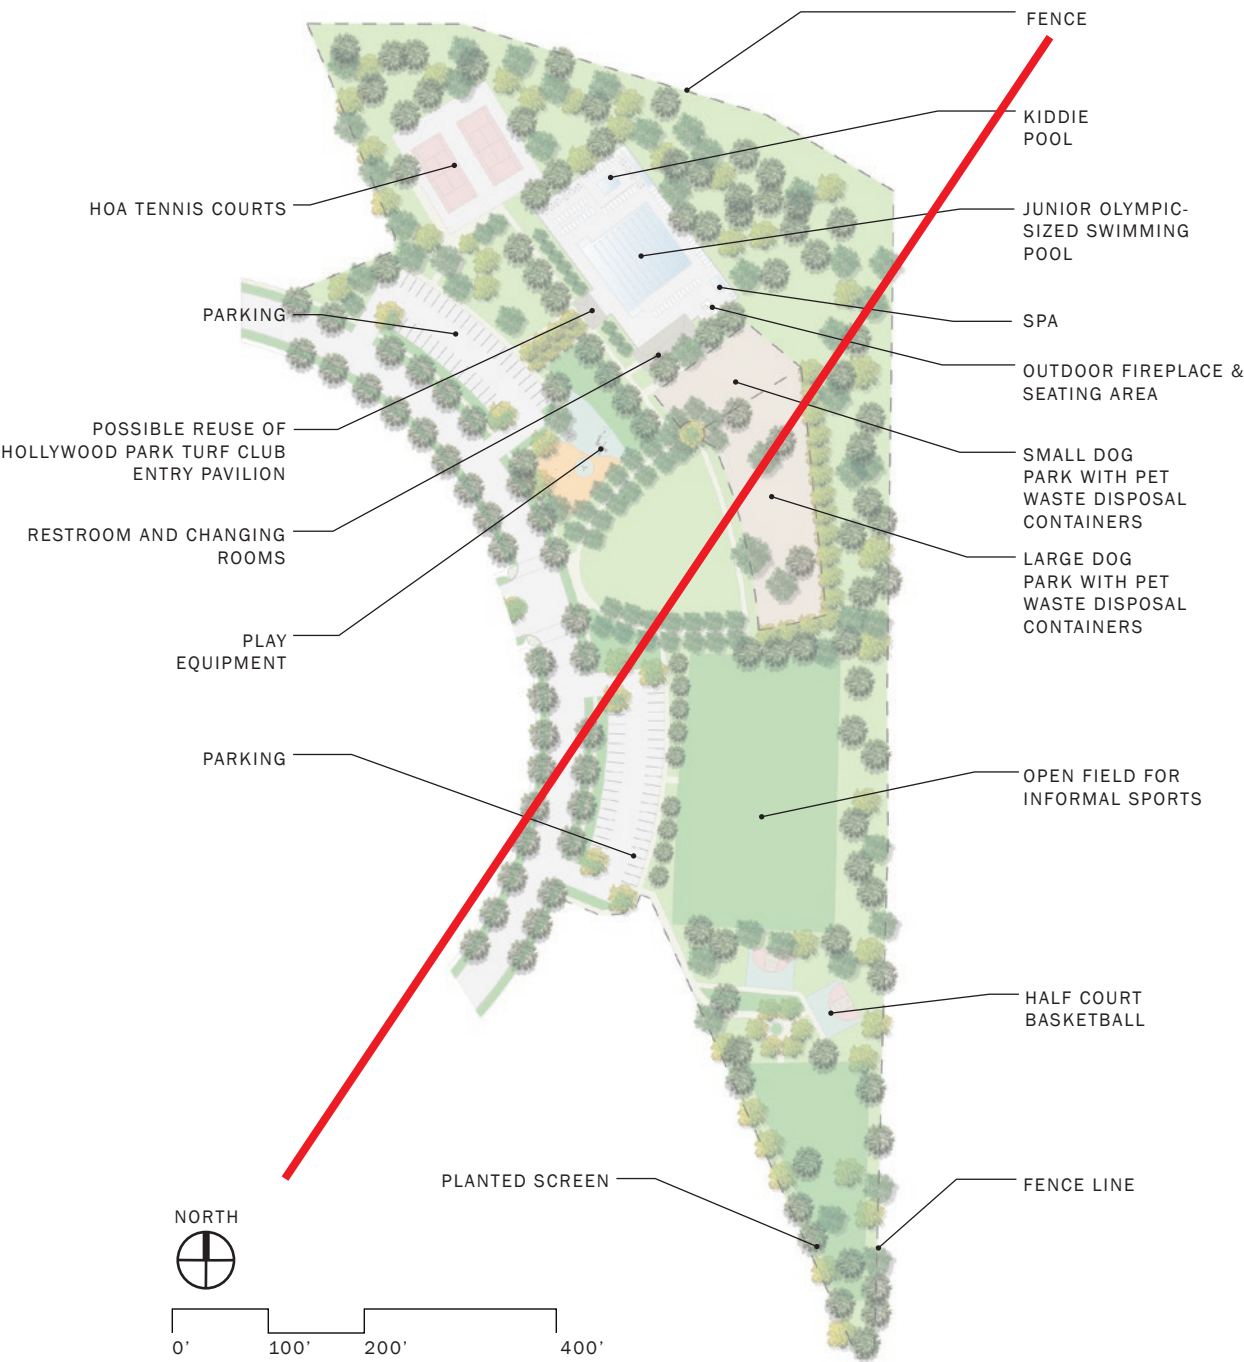 FENCE
KIDDIE
POOL
HOA TENNIS COURTS
JUNIOR OLYMPIC-
SIZED SWIMMING
POOL
PARKING
SPA
OUTDOOR FIREPLACE &
SEATING AREA
POSSIBLE REUSE OF
HOLLYWOOD PARK TURF CLUB
ENTRY PAVILION
SMALL DOG
PARK WITH PET
WASTE DISPOSAL
CONTAINERS
RESTROOM AND CHANGING
ROOMS
LARGE DOG
PARK WITH PET
WASTE DISPOSAL
CONTAINERS
PLAY
EQUIPMENT
PARKING
OPEN FIELD FOR
INFORMAL SPORTS
HALF COURT
BASKETBALL
PLANTED SCREEN
FENCE LINE
NORTH
0' 100' 200' 400'